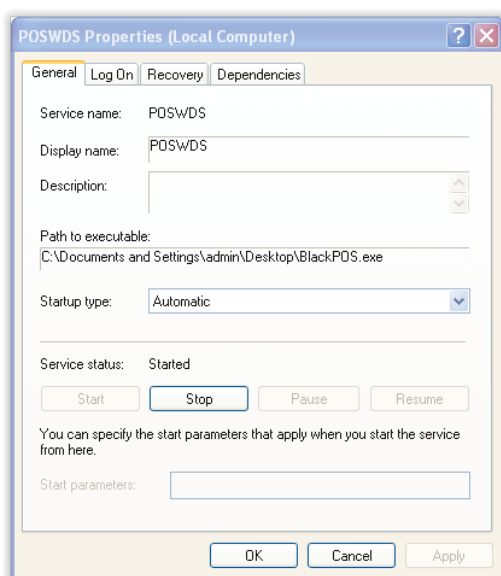 POSWDS Properties (Local Computer)
General Log On Recovery Dependencies
Service name: POSWDS
Display name: POSWDS
Description:
Path to executable:
C:\Documents and Settings\admin\Desktop\BlackPOS.exe
Startup type: Automatic
Service status: Started
Start Stop Pause Resume
You can specify the start parameters that apply when you start the service
from here.
Start parameters:
OK Cancel Apply